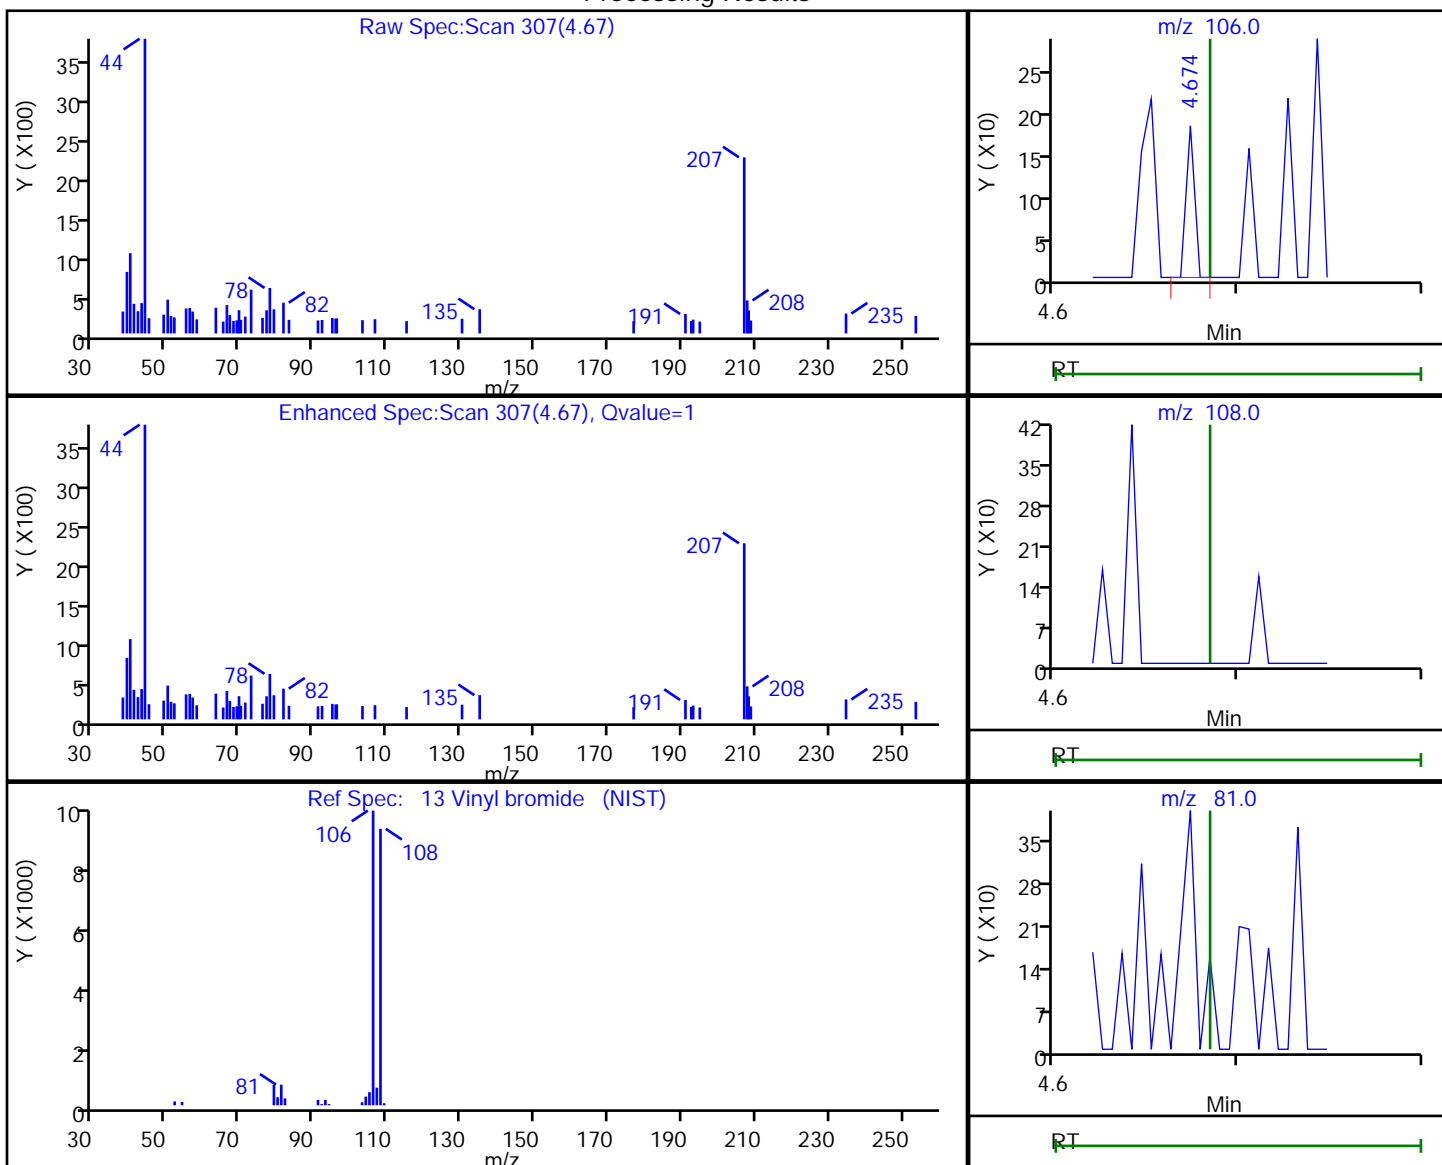 Processing Results
Raw Spec:Scan 307(4.67)
Y ( X100)
35
30
25
20
15
10
5
0
44
78
82
135
191
207
208
235
30 50 70 90 110 130 150 170 190 210 230 250
m/z
m/z 106.0
Y ( X10)
25
20
15
10
5
0
4.674
4.6
Min
RT
Enhanced Spec:Scan 307(4.67), Qvalue=1
Y ( X100)
35
30
25
20
15
10
5
0
44
78
82
135
191
207
208
235
30 50 70 90 110 130 150 170 190 210 230 250
m/z
m/z 108.0
Y ( X10)
42
35
28
21
14
7
0
4.6
Min
RT
Ref Spec: 13 Vinyl bromide (NIST)
Y ( X1000)
10
8
6
4
2
0
106
108
81
30 50 70 90 110 130 150 170 190 210 230 250
m/z
m/z 81.0
Y ( X10)
35
28
21
14
7
0
4.6
Min
RT